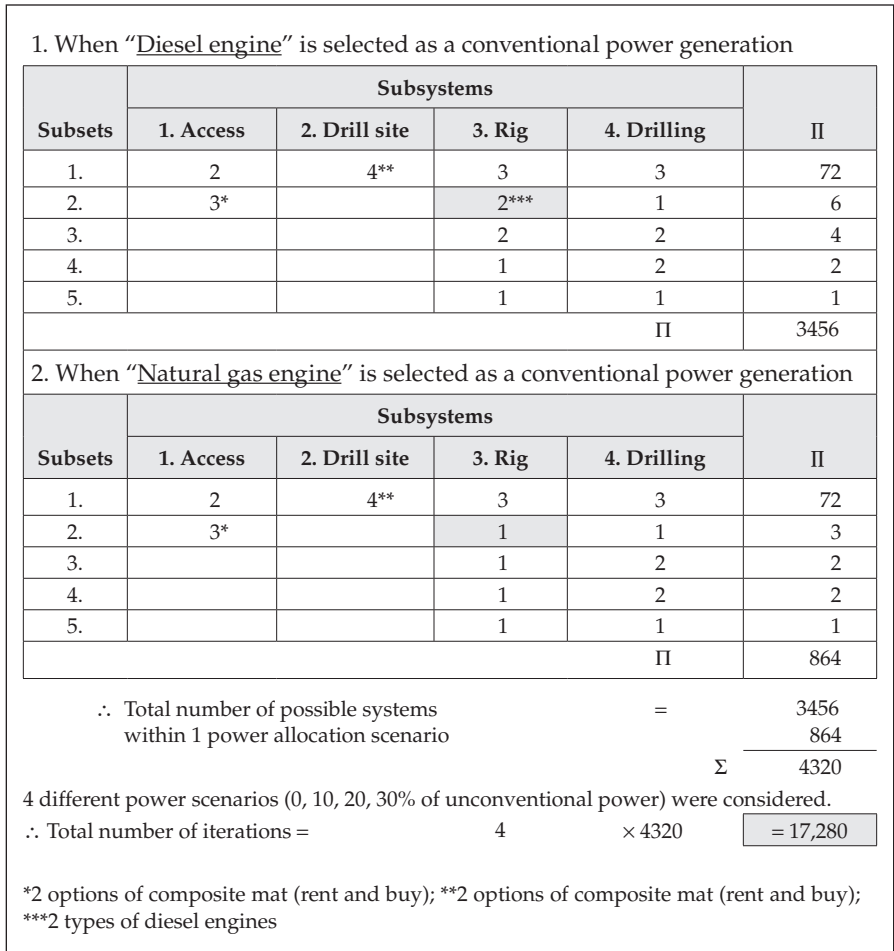 1. When “Diesel engine” is selected as a conventional power generation
Subsystems
Subsets 1. Access 2. Drill site 3. Rig 4. Drilling Π
1. 2 4** 3 3 72
2. 3* 2*** 1 6
3. 2 2 4
4. 1 2 2
5. 1 1 1
Π 3456
2. When “Natural gas engine” is selected as a conventional power generation
Subsystems
Subsets 1. Access 2. Drill site 3. Rig 4. Drilling Π
1. 2 4** 3 3 72
2. 3* 1 1 3
3. 1 2 2
4. 1 2 2
5. 1 1 1
Π 864
∴ Total number of possible systems = 3456
within 1 power allocation scenario 864
Σ 4320
4 different power scenarios (0, 10, 20, 30% of unconventional power) were considered.
∴ Total number of iterations = 4 × 4320 = 17,280
*2 options of composite mat (rent and buy); **2 options of composite mat (rent and buy);
***2 types of diesel engines